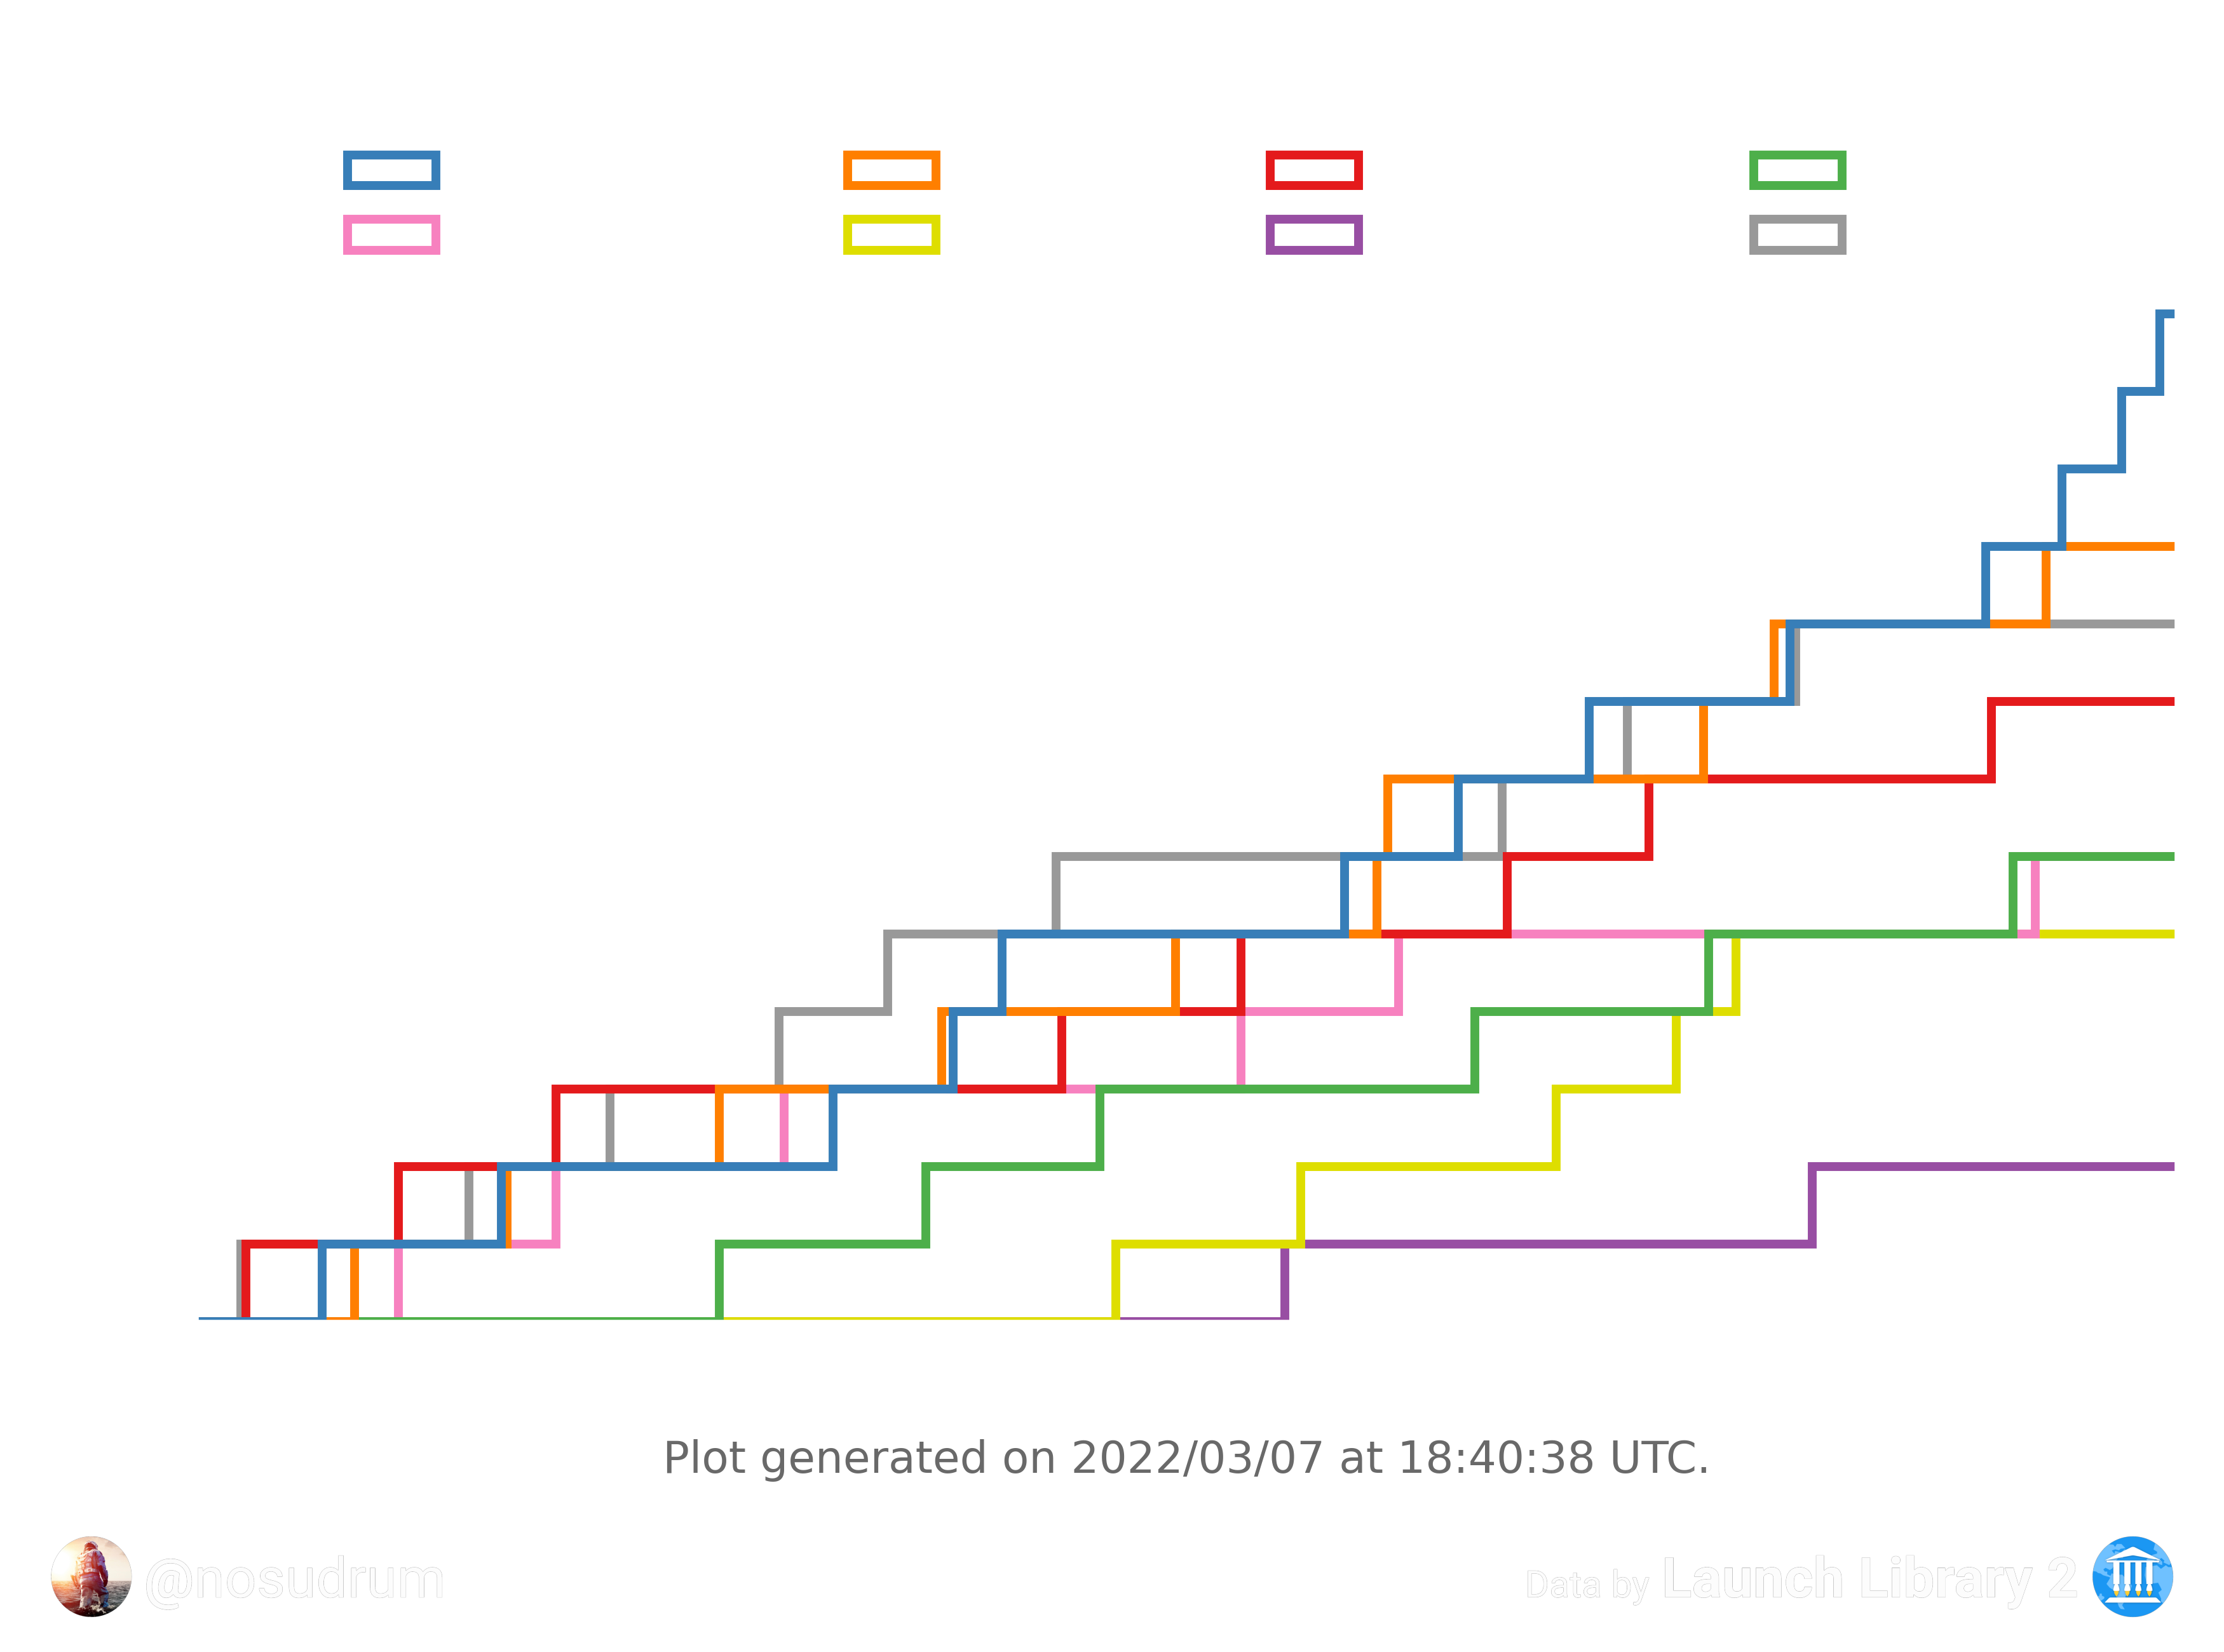 Plot generated on 2022/03/07 at 18:40:38 UTC.
@nosudrum
Data by Launch Library 2